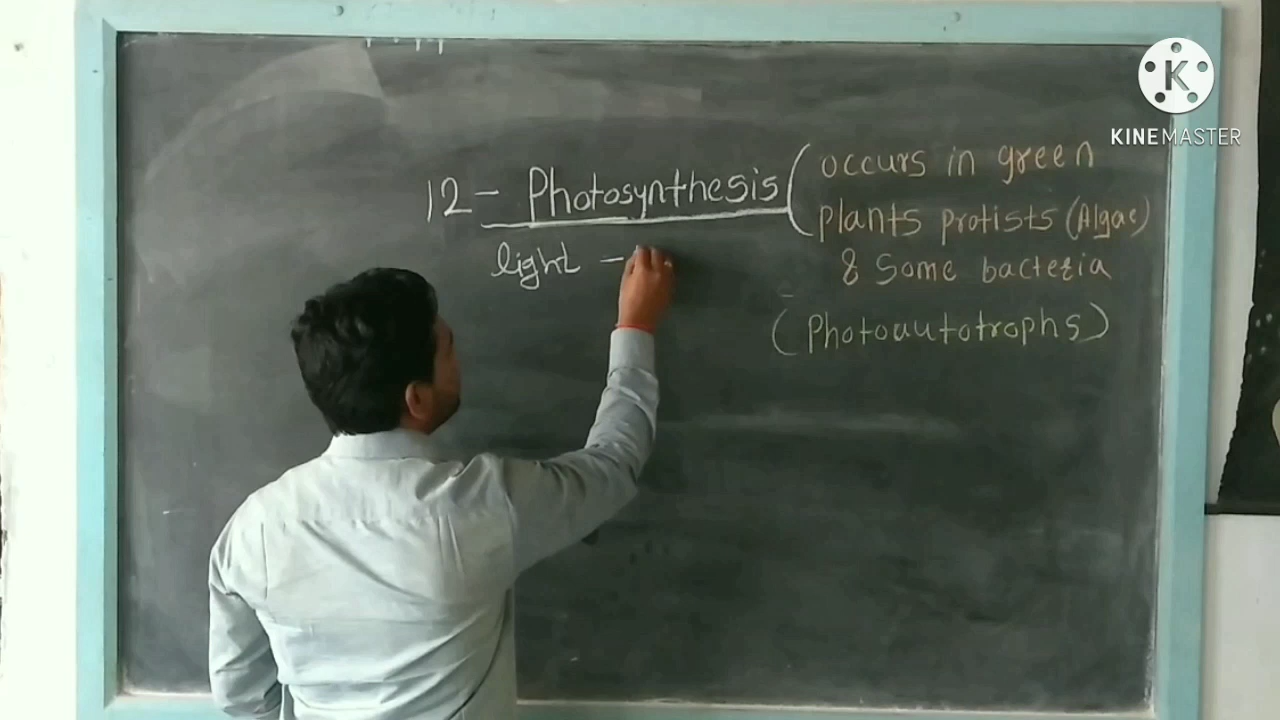 K
KINEMASTER
12 - Photosynthesis (occurs in green
plants protists (Algae)
& Some bacteria
light -
(Photoautotrophs)